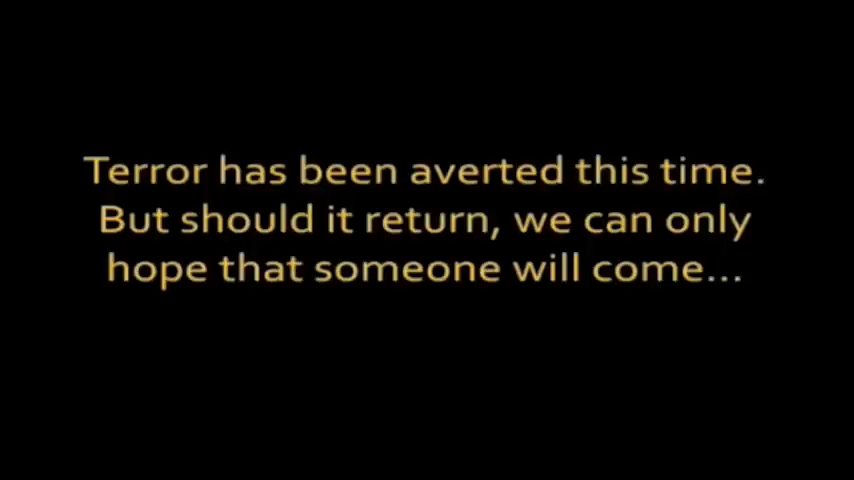 Terror has been averted this time.
But should it return, we can only
hope that someone will come...